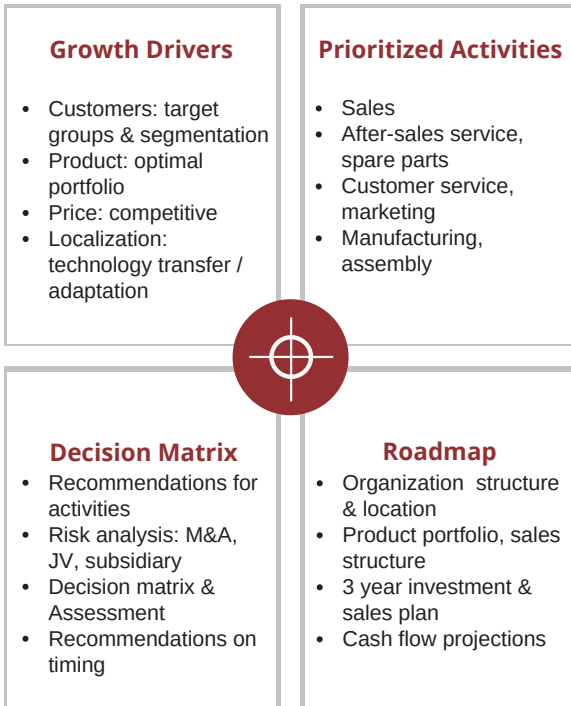 Growth Drivers
• Customers: target
groups & segmentation
• Product: optimal
portfolio
• Price: competitive
• Localization:
technology transfer /
adaptation
Prioritized Activities
• Sales
• After-sales service,
spare parts
• Customer service,
marketing
• Manufacturing,
assembly
Decision Matrix
• Recommendations for
activities
• Risk analysis: M&A,
JV, subsidiary
• Decision matrix &
Assessment
• Recommendations on
timing
Roadmap
• Organization structure
& location
• Product portfolio, sales
structure
• 3 year investment &
sales plan
• Cash flow projections